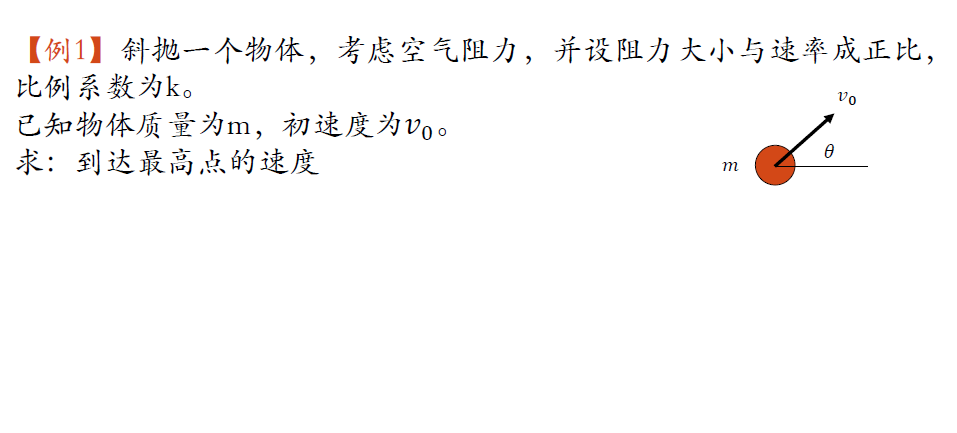 【例1】斜抛一个物体，考虑空气阻力，并设阻力大小与速率成正比，
比例系数为k。
已知物体质量为m，初速度为v₀。
求：到达最高点的速度
v₀
θ
m